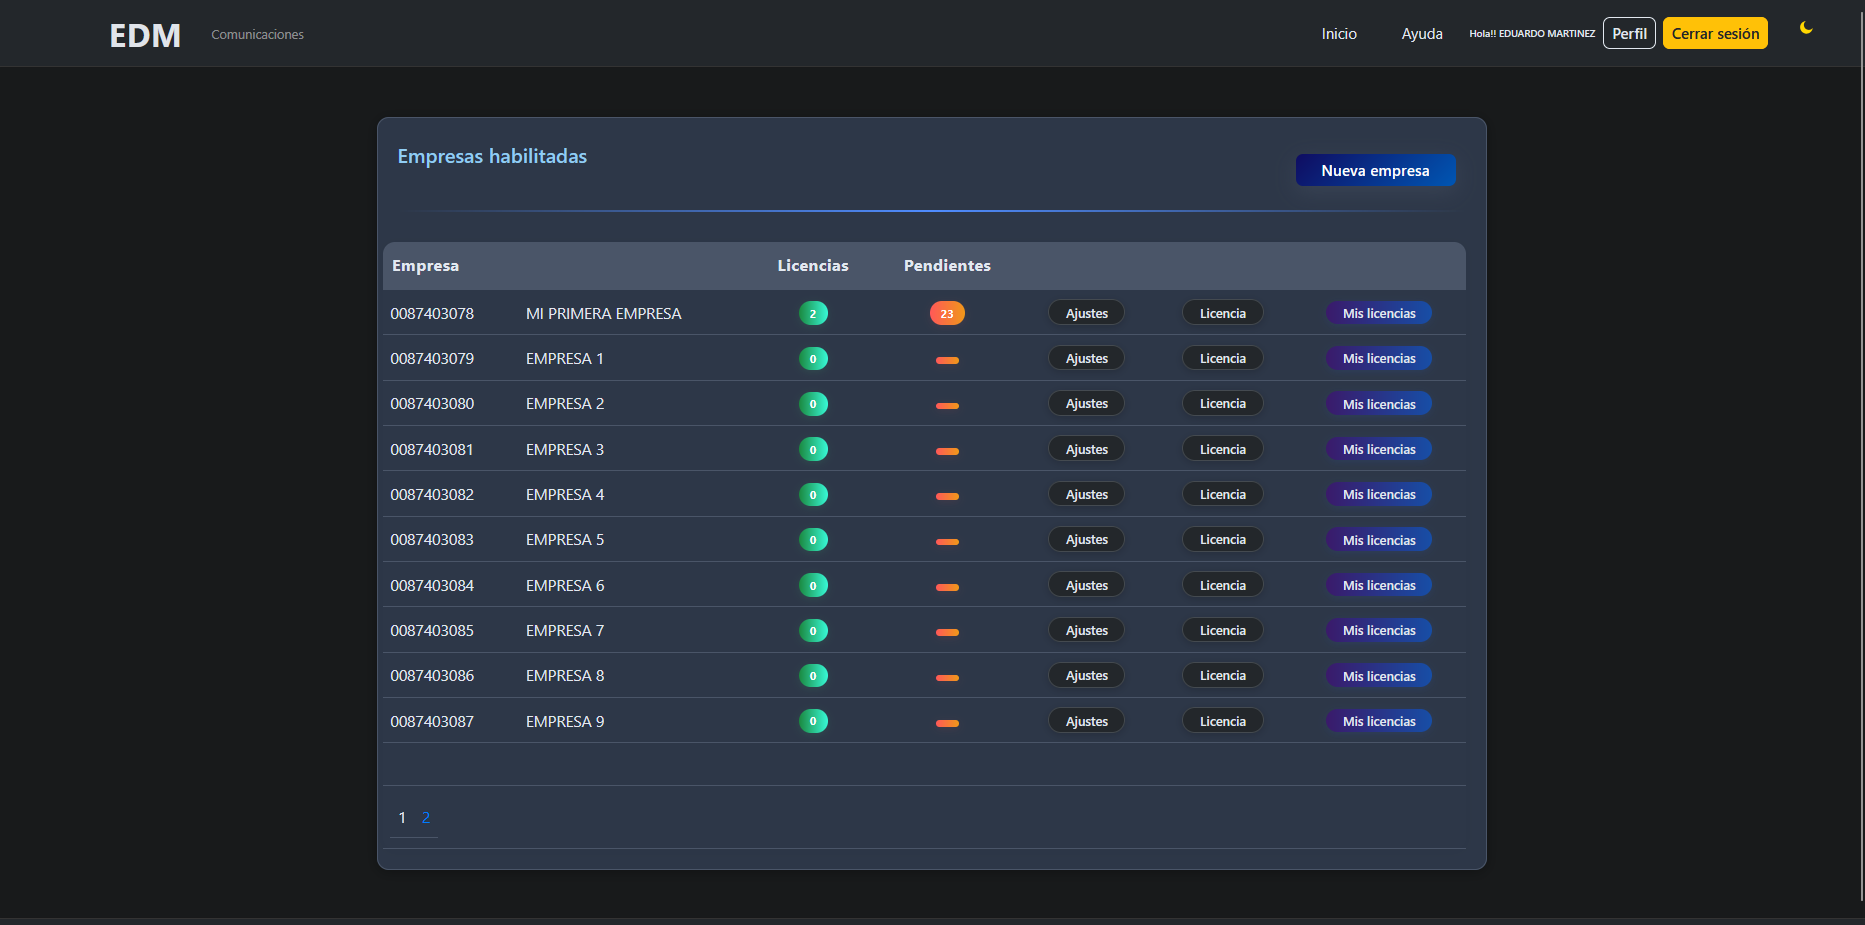 EDM Comunicaciones Inicio Ayuda Hola!! EDUARDO MARTINEZ Perfil Cerrar sesión
Empresas habilitadas
Nueva empresa
Empresa Licencias Pendientes
0087403078 MI PRIMERA EMPRESA 2 23 Ajustes Licencia Mis licencias
0087403079 EMPRESA 1 0 Ajustes Licencia Mis licencias
0087403080 EMPRESA 2 0 Ajustes Licencia Mis licencias
0087403081 EMPRESA 3 0 Ajustes Licencia Mis licencias
0087403082 EMPRESA 4 0 Ajustes Licencia Mis licencias
0087403083 EMPRESA 5 0 Ajustes Licencia Mis licencias
0087403084 EMPRESA 6 0 Ajustes Licencia Mis licencias
0087403085 EMPRESA 7 0 Ajustes Licencia Mis licencias
0087403086 EMPRESA 8 0 Ajustes Licencia Mis licencias
0087403087 EMPRESA 9 0 Ajustes Licencia Mis licencias
1 2